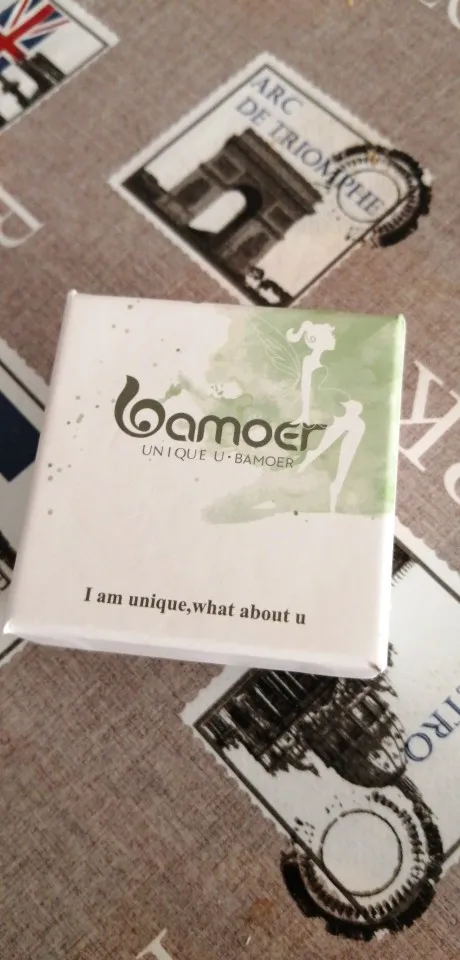 ARC
DE TRIOMPHE
bamoer
UNIQUE U·BAMOER
I am unique,what about u